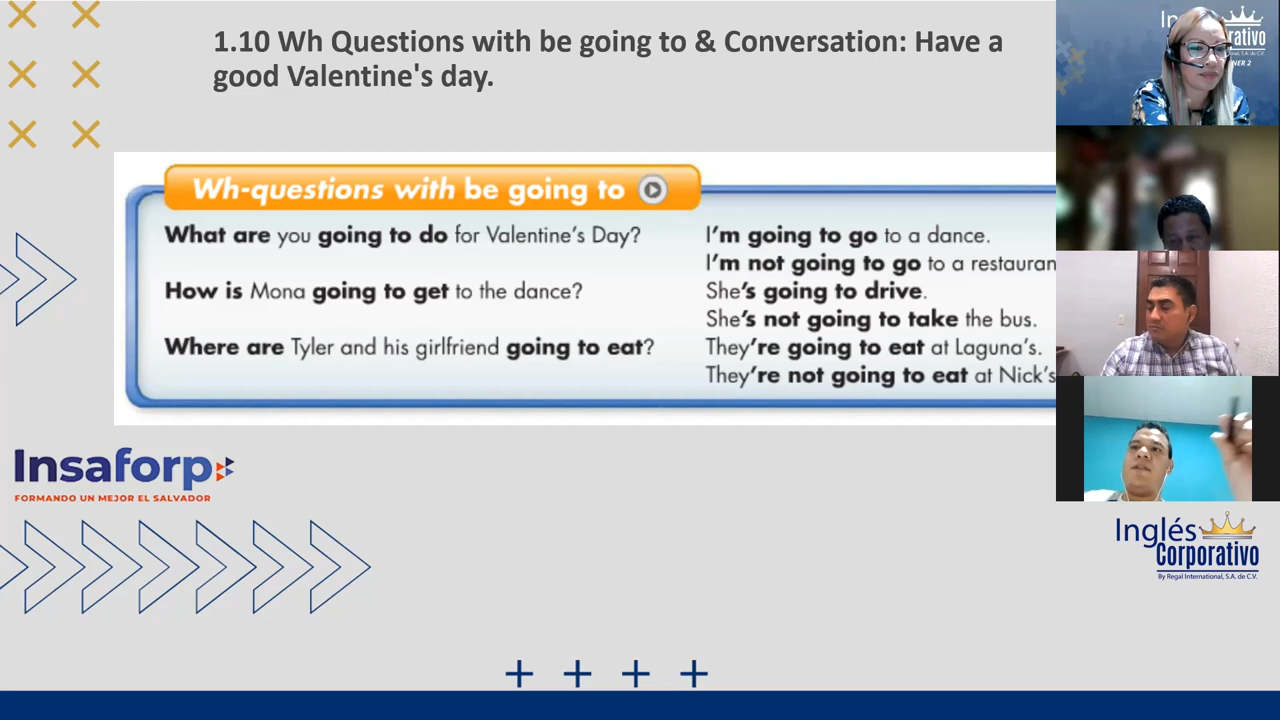 1.10 Wh Questions with be going to & Conversation: Have a
good Valentine's day.
Wh-questions with be going to
What are you going to do for Valentine's Day?
I'm going to go to a dance.
I'm not going to go to a
How is Mona going to get to the dance?
She's going to drive.
She's not going to take the bus.
Where are Tyler and his girlfriend going to eat?
They're going to eat at Laguna's.
They're not going to eat at Nick's
Insaforp
FORMANDO UN MEJOR EL SALVADOR
Inglés
Corporativo
By Regal International, S.A. de C.V.